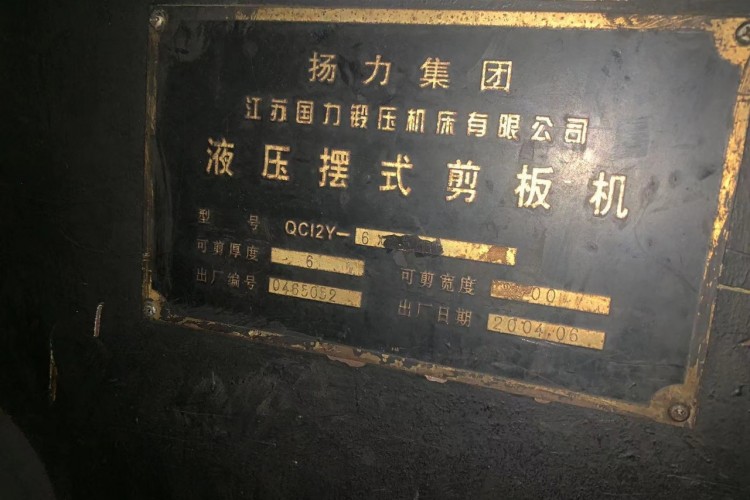 扬力集团
江苏国力锻压机床有限公司
液压摆式剪板机
型号 QC12Y-6X
可剪厚度 6 可剪宽度 00
出厂编号 0465052 出厂日期 2004.06